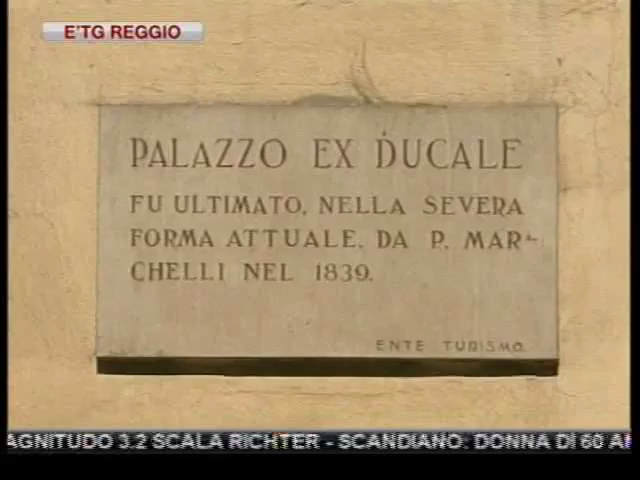 E'TG REGGIO
PALAZZO EX DUCALE
FU ULTIMATO, NELLA SEVERA
FORMA ATTUALE, DA P. MAR-
CHELLI NEL 1839.
ENTE TURISMO.
AGNITUDO 3.2 SCALA RICHTER - SCANDIANO: DONNA DI 60 A